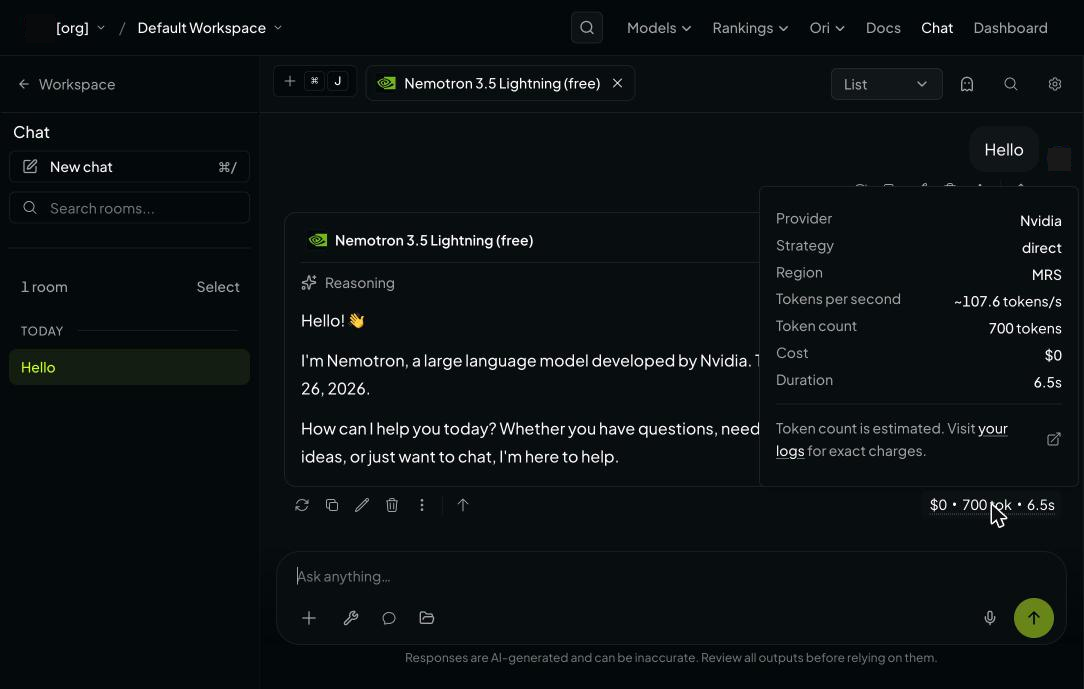 [org] / Default Workspace
Models Rankings Ori Docs Chat Dashboard
← Workspace
+ ⌘ J
Nemotron 3.5 Lightning (free) ×
List
Chat
New chat ⌘/
Search rooms...
1 room Select
TODAY
Hello
Hello
Nemotron 3.5 Lightning (free)
Reasoning
Hello! 👋
I'm Nemotron, a large language model developed by Nvidia.
26, 2026.
How can I help you today? Whether you have questions, need
ideas, or just want to chat, I'm here to help.
Provider Nvidia
Strategy direct
Region MRS
Tokens per second ~107.6 tokens/s
Token count 700 tokens
Cost $0
Duration 6.5s
Token count is estimated. Visit your
logs for exact charges.
$0 • 700 tok • 6.5s
Ask anything...
Responses are AI-generated and can be inaccurate. Review all outputs before relying on them.